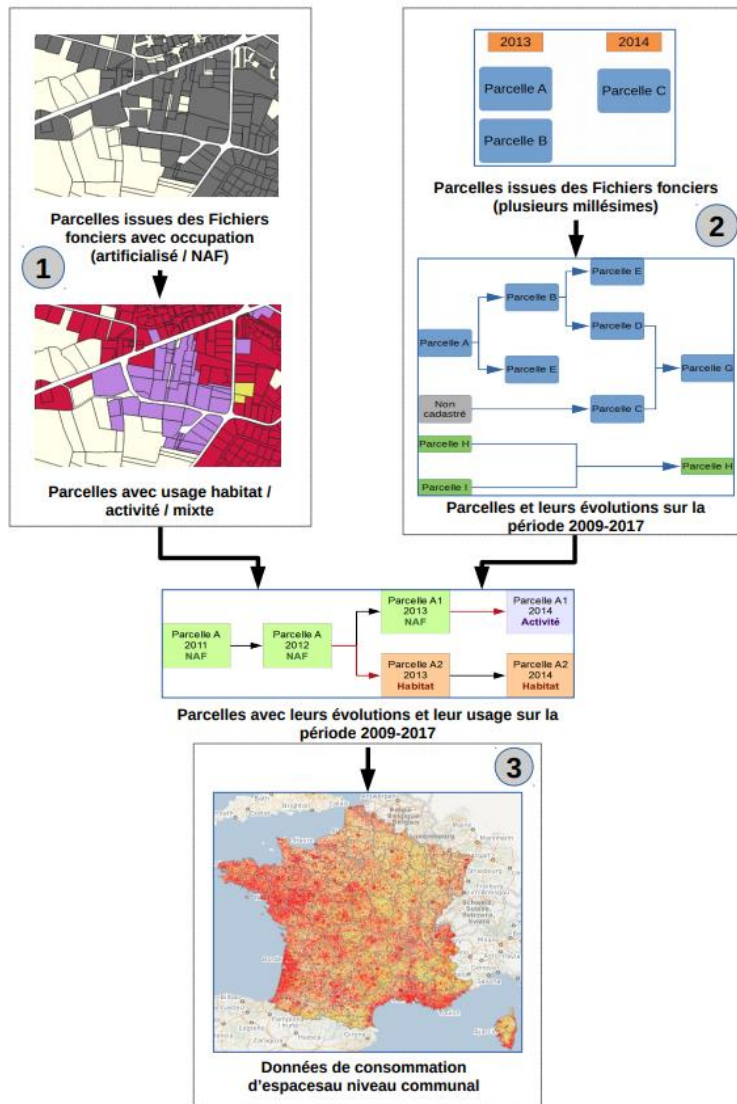 Parcelles issues des Fichiers
fonciers avec occupation
(artificialisé / NAF)
1
Parcelles avec usage habitat /
activité / mixte
2013
2014
Parcelle A
Parcelle C
Parcelle B
Parcelles issues des Fichiers fonciers
(plusieurs millésimes)
2
Parcelle E
Parcelle B
Parcelle D
Parcelle A
Parcelle G
Parcelle E
Non
cadastré
Parcelle C
Parcelle H
Parcelle H
Parcelle I
Parcelles et leurs évolutions sur la
période 2009-2017
Parcelle A
2011
NAF
Parcelle A
2012
NAF
Parcelle A1
2013
NAF
Parcelle A1
2014
Activité
Parcelle A2
2013
Habitat
Parcelle A2
2014
Habitat
Parcelles avec leurs évolutions et leur usage sur la
période 2009-2017
3
Données de consommation
d'espacesau niveau communal